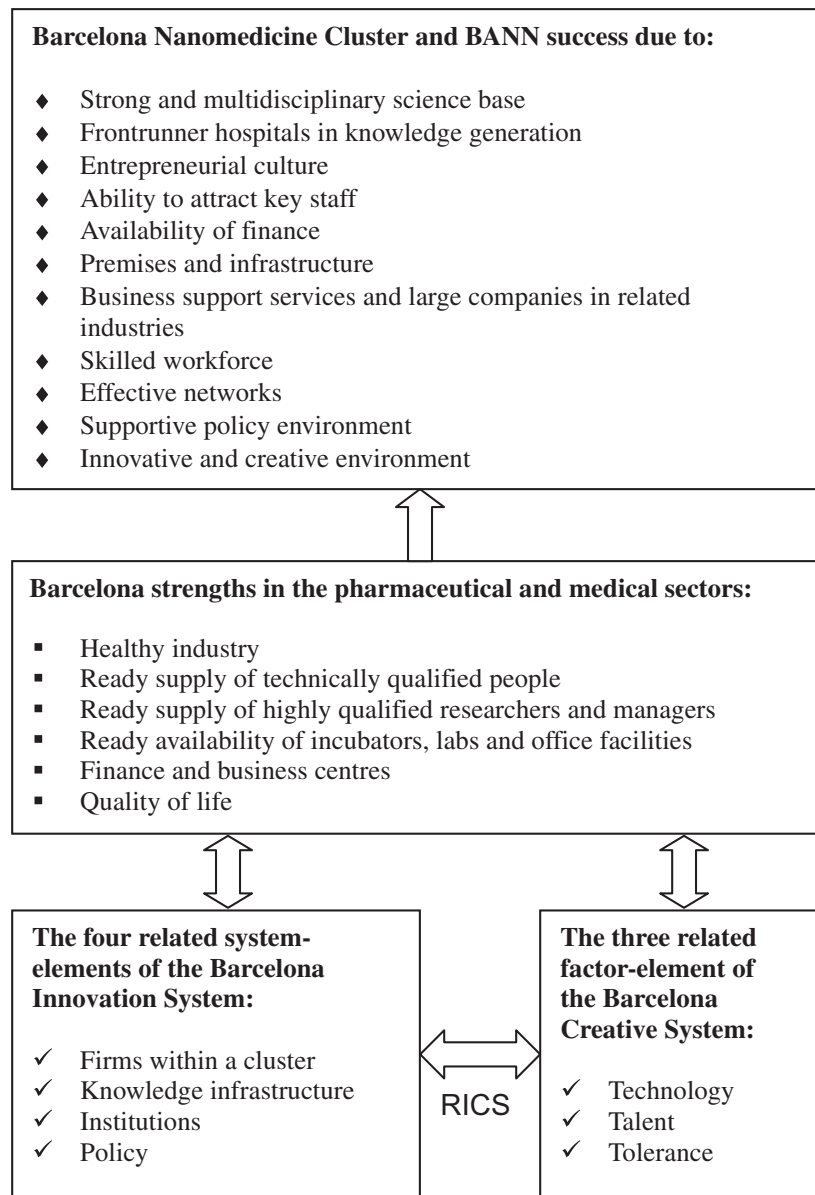 Barcelona Nanomedicine Cluster and BANN success due to:
♦ Strong and multidisciplinary science base
♦ Frontrunner hospitals in knowledge generation
♦ Entrepreneurial culture
♦ Ability to attract key staff
♦ Availability of finance
♦ Premises and infrastructure
♦ Business support services and large companies in related
industries
♦ Skilled workforce
♦ Effective networks
♦ Supportive policy environment
♦ Innovative and creative environment
Barcelona strengths in the pharmaceutical and medical sectors:
▪ Healthy industry
▪ Ready supply of technically qualified people
▪ Ready supply of highly qualified researchers and managers
▪ Ready availability of incubators, labs and office facilities
▪ Finance and business centres
▪ Quality of life
The four related system-
elements of the Barcelona
Innovation System:
✓ Firms within a cluster
✓ Knowledge infrastructure
✓ Institutions
✓ Policy
RICS
The three related
factor-element of
the Barcelona
Creative System:
✓ Technology
✓ Talent
✓ Tolerance